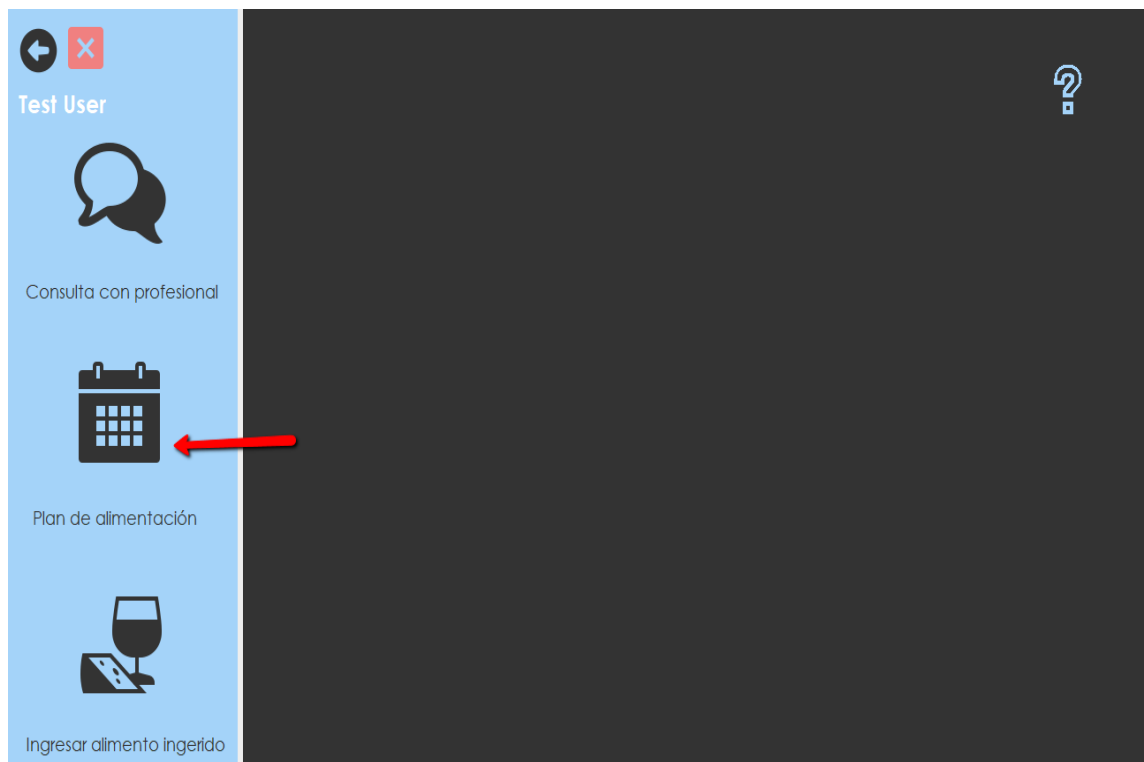 Test User
Consulta con profesional
Plan de alimentación
Ingresar alimento ingerido